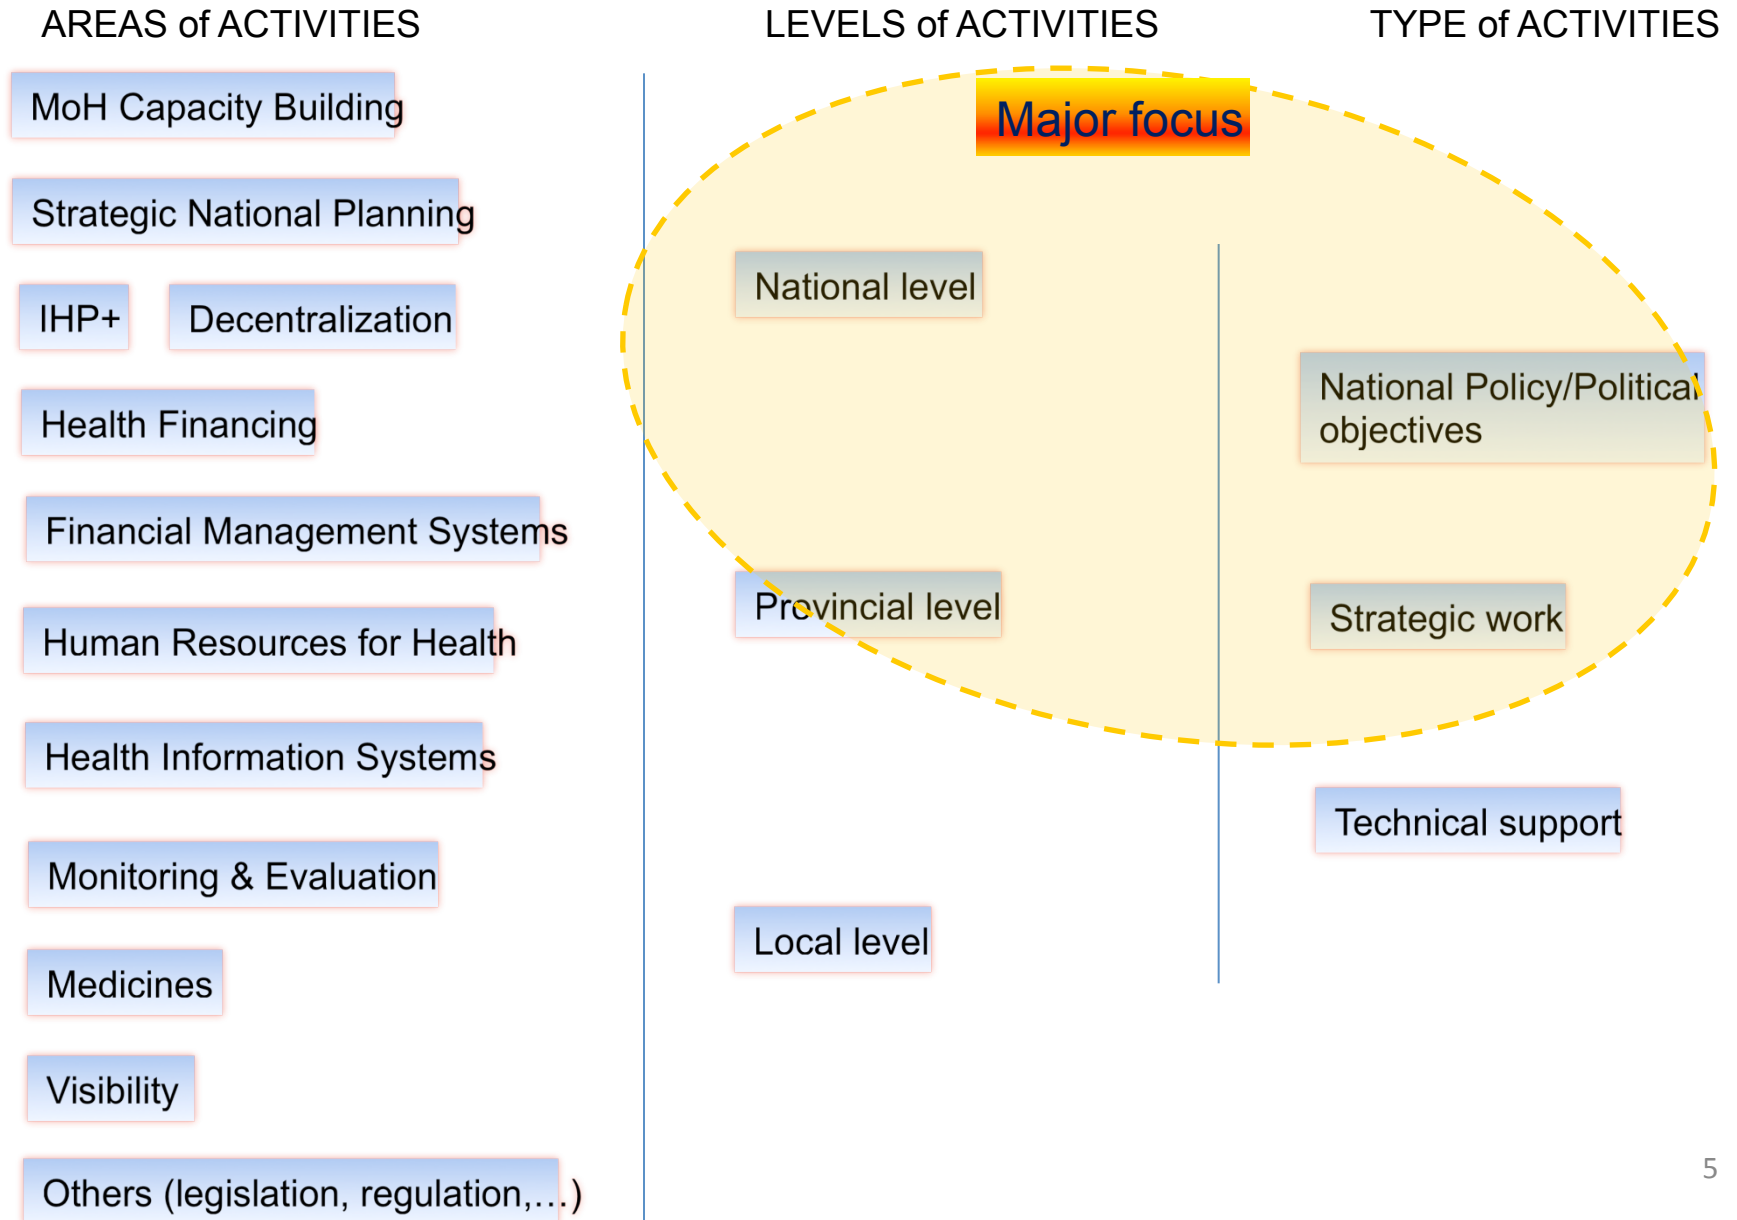 AREAS of ACTIVITIES
LEVELS of ACTIVITIES
TYPE of ACTIVITIES
MoH Capacity Building
Strategic National Planning
IHP+
Decentralization
Health Financing
Financial Management Systems
Human Resources for Health
Health Information Systems
Monitoring & Evaluation
Medicines
Visibility
Others (legislation, regulation,…)
Major focus
National level
Provincial level
Local level
National Policy/Political
objectives
Strategic work
Technical support
5